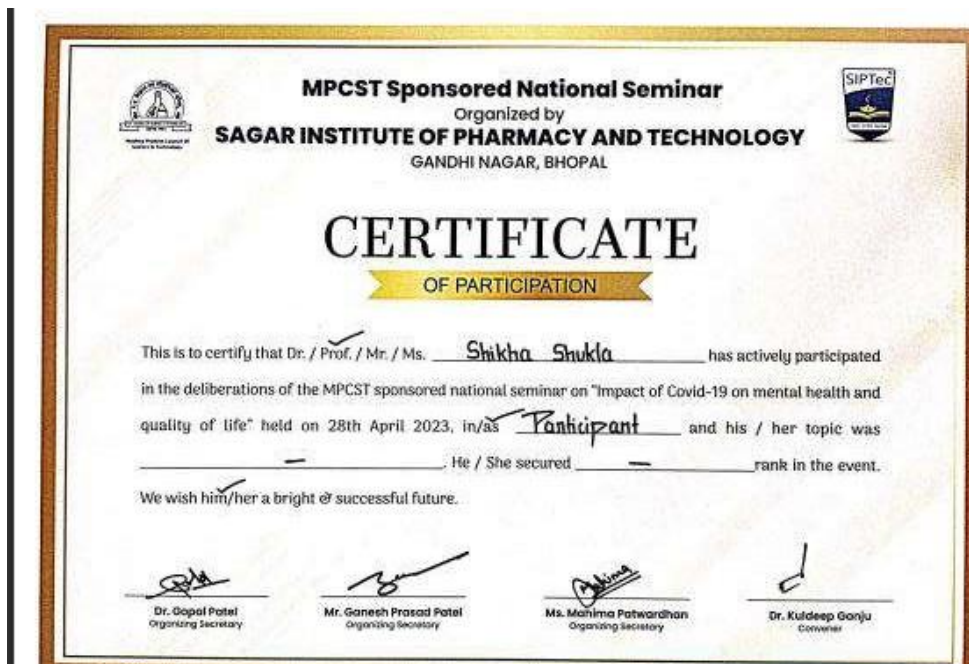 MPCST Sponsored National Seminar
Organized by
SAGAR INSTITUTE OF PHARMACY AND TECHNOLOGY
GANDHI NAGAR, BHOPAL
SIPTec
CERTIFICATE
OF PARTICIPATION
This is to certify that Dr. / Prof. / Mr. / Ms. Shikha Shukla has actively participated
in the deliberations of the MPCST sponsored national seminar on "Impact of Covid-19 on mental health and
quality of life" held on 28th April 2023, in/as Participant and his / her topic was
— . He / She secured — rank in the event.
We wish him/her a bright & successful future.
Dr. Gopal Patel
Organizing Secretary
Mr. Ganesh Prasad Patel
Organizing Secretary
Ms. Mahima Patwardhan
Organizing Secretary
Dr. Kuldeep Ganju
Convener